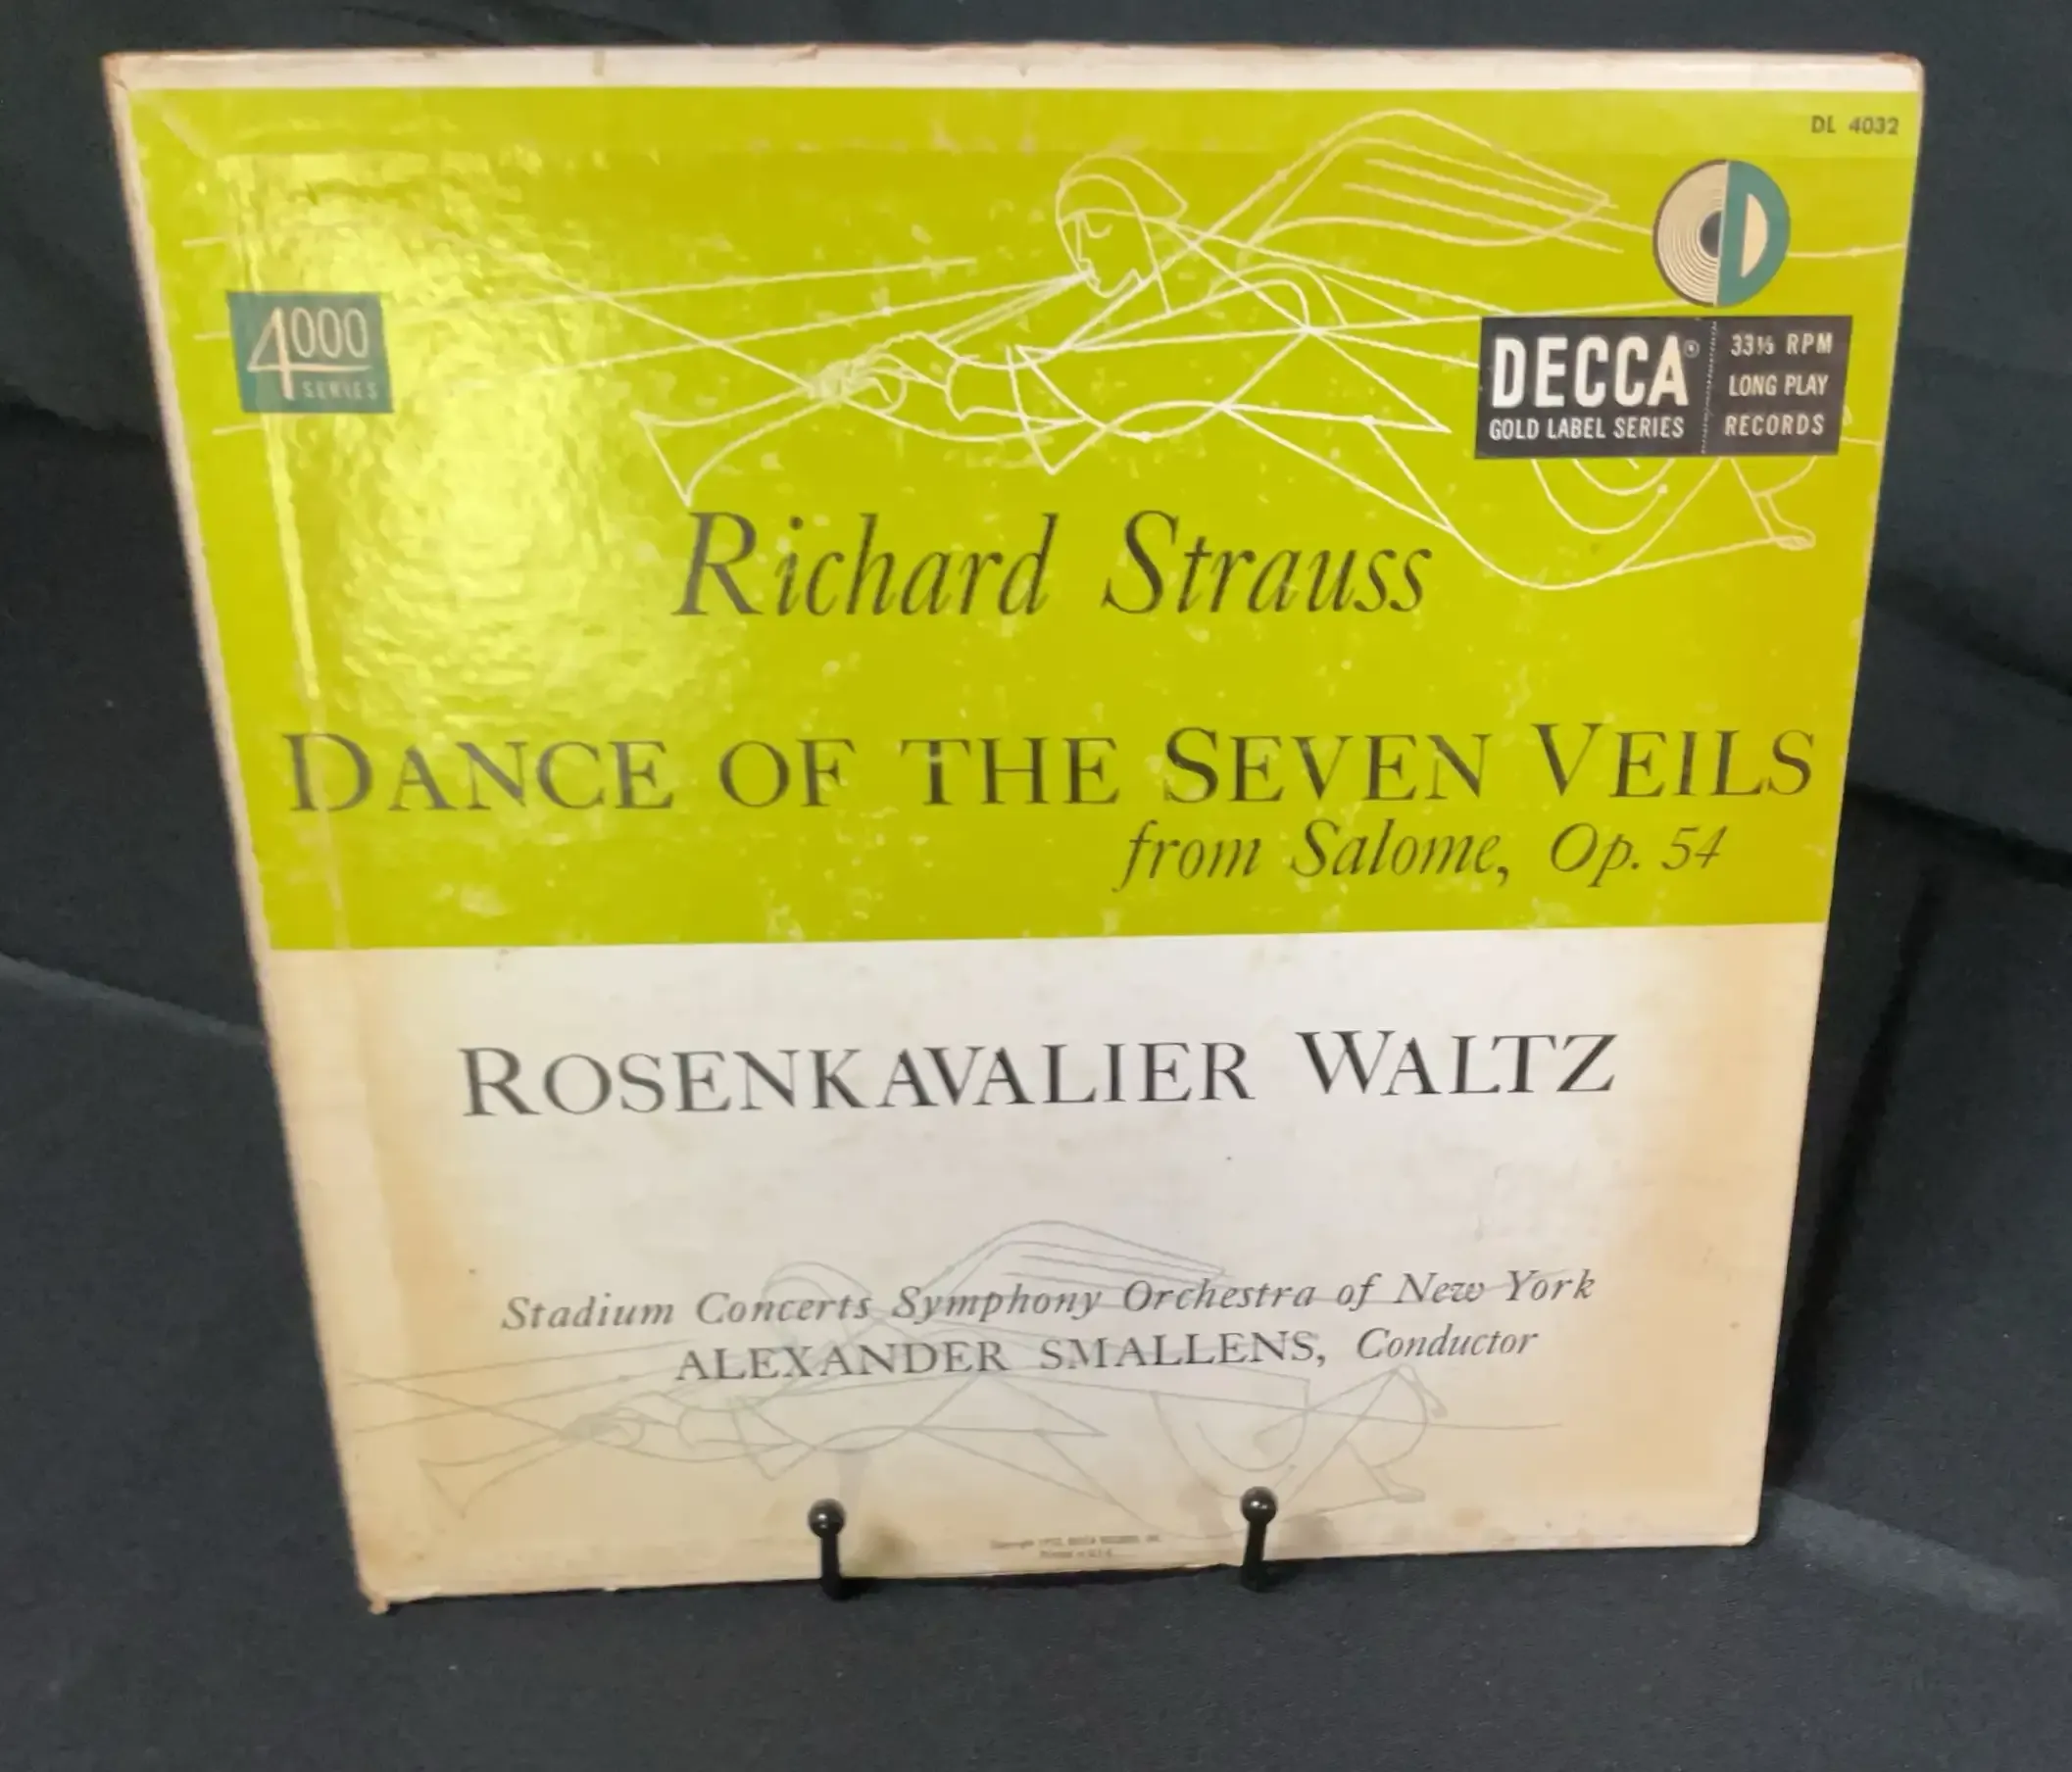 DL 4032
4000
SERIES
D
DECCA®
GOLD LABEL SERIES
33⅓ RPM
LONG PLAY
RECORDS
Richard Strauss
DANCE OF THE SEVEN VEILS
from Salome, Op. 54
ROSENKAVALIER WALTZ
Stadium Concerts Symphony Orchestra of New York
ALEXANDER SMALLENS, Conductor